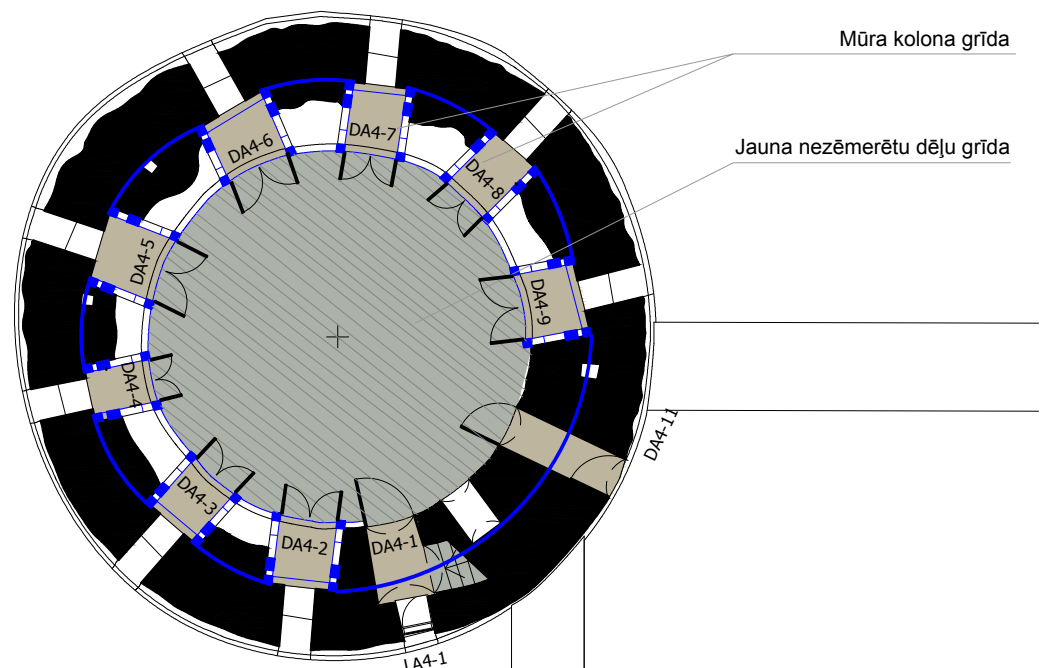 Mūra kolona grīda
Jauna nezēmerētu dēļu grīda
DA4-7
DA4-6
DA4-8
DA4-5
DA4-9
DA4-4
DA4-11
DA4-3
DA4-2
DA4-1
LA4-1